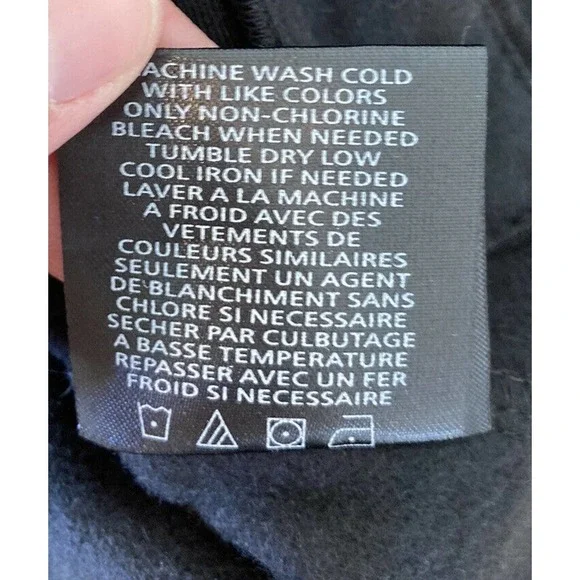 MACHINE WASH COLD
WITH LIKE COLORS
ONLY NON-CHLORINE
BLEACH WHEN NEEDED
TUMBLE DRY LOW
COOL IRON IF NEEDED
LAVER A LA MACHINE
A FROID AVEC DES
VETEMENTS DE
COULEURS SIMILAIRES
SEULEMENT UN AGENT
DE BLANCHIMENT SANS
CHLORE SI NECESSAIRE
SECHER PAR CULBUTAGE
A BASSE TEMPERATURE
REPASSER AVEC UN FER
FROID SI NECESSAIRE